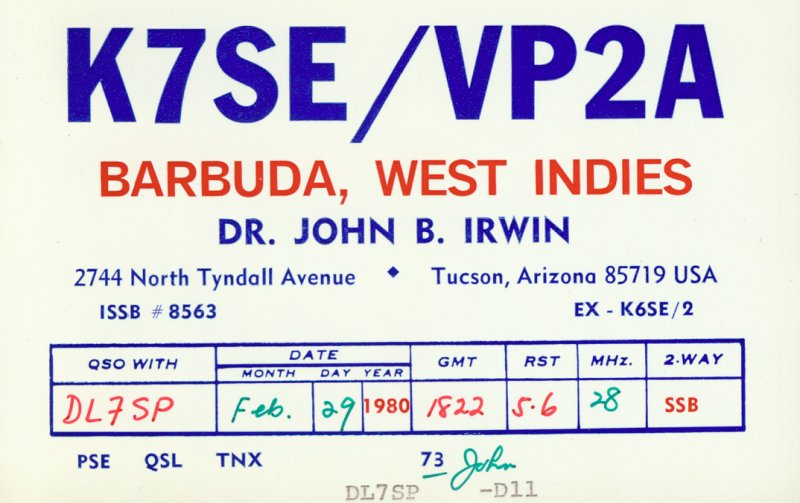 K7SE/VP2A
BARBUDA, WEST INDIES
DR. JOHN B. IRWIN
2744 North Tyndall Avenue ◆ Tucson, Arizona 85719 USA
ISSB # 8563 EX - K6SE/2
QSO WITH DATE GMT RST MHz. 2-WAY
MONTH DAY YEAR
DL7SP Feb. 29 1980 1822 5·6 28 SSB
PSE QSL TNX 73 John
DL7SP -D11